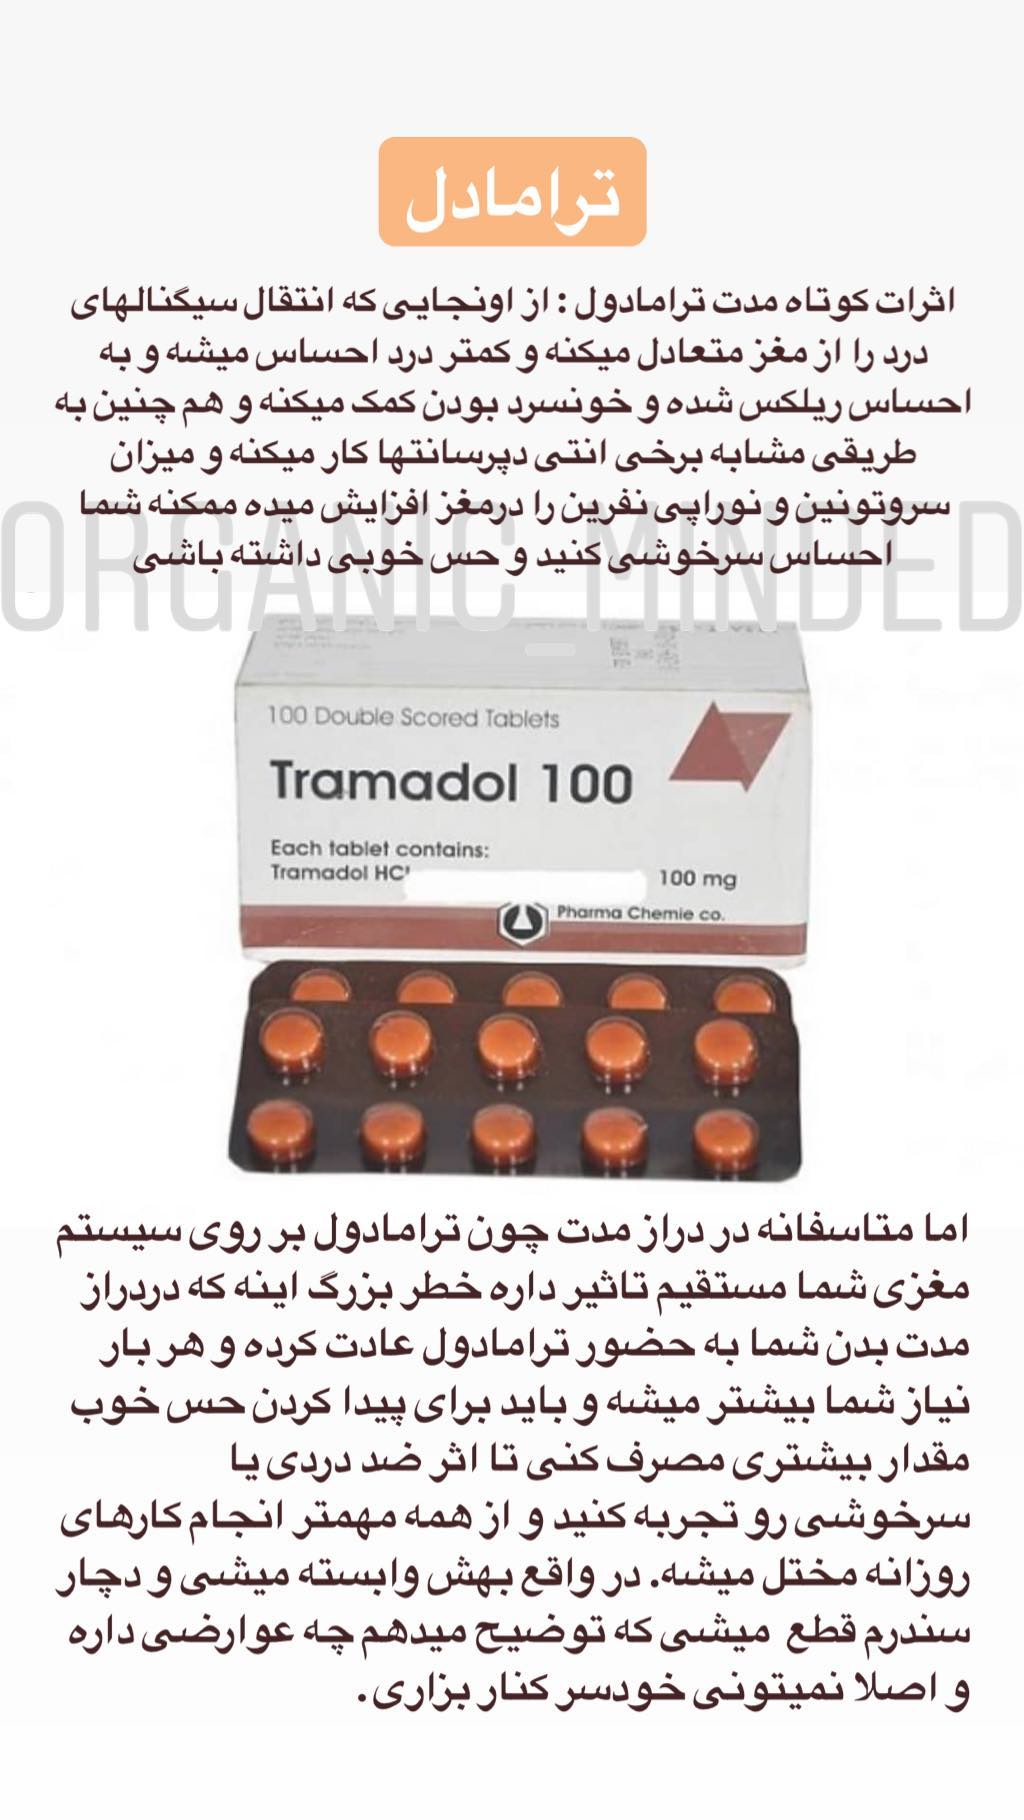 ترامادل
اثرات کوتاه مدت ترامادول : از اونجایی که انتقال سیگنالهای
درد را از مغز متعادل میکنه و کمتر درد احساس میشه و به
احساس ریلکس شده و خونسرد بودن کمک میکنه و هم چنین به
طریقی مشابه برخی انتی دپرسانتها کار میکنه و میزان
سروتونین و نوراپی نفرین را درمغز افزایش میده ممکنه شما
احساس سرخوشی کنید و حس خوبی داشته باشی
ORGANIC_MINDED
100 Double Scored Tablets
Tramadol 100
Each tablet contains:
Tramadol HCl 100 mg
Pharma Chemie co.
اما متاسفانه در دراز مدت چون ترامادول بر روی سیستم
مغزی شما مستقیم تاثیر داره خطر بزرگ اینه که دردراز
مدت بدن شما به حضور ترامادول عادت کرده و هر بار
نیاز شما بیشتر میشه و باید برای پیدا کردن حس خوب
مقدار بیشتری مصرف کنی تا اثر ضد دردی یا
سرخوشی رو تجربه کنید و از همه مهمتر انجام کارهای
روزانه مختل میشه. در واقع بهش وابسته میشی و دچار
سندرم قطع میشی که توضیح میدهم چه عوارضی داره
و اصلا نمیتونی خودسر کنار بزاری.